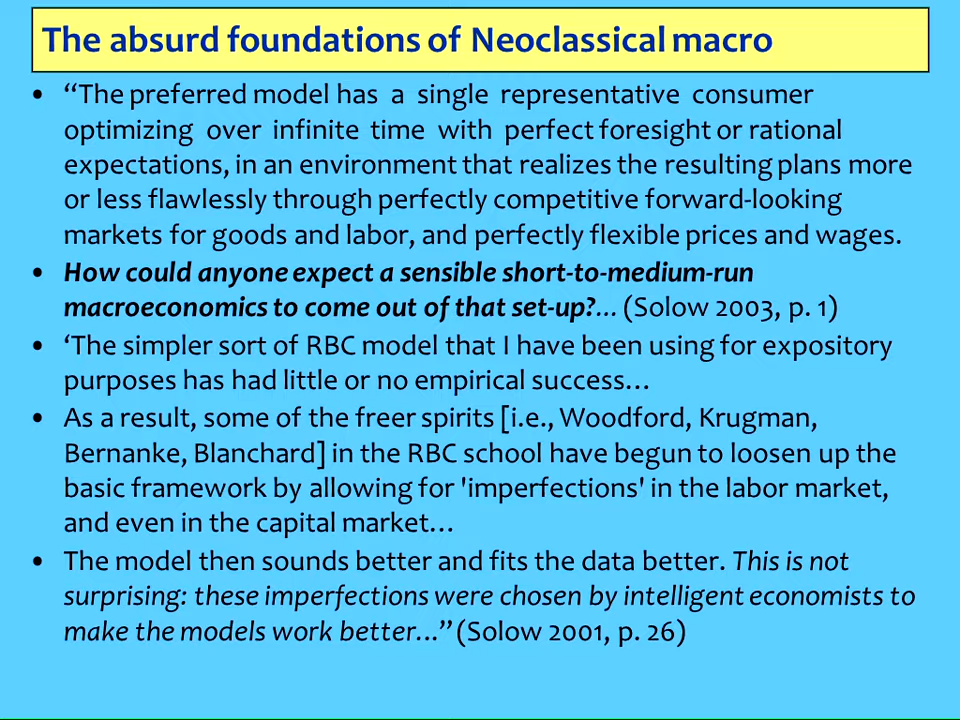 The absurd foundations of Neoclassical macro
• “The preferred model has a single representative consumer
optimizing over infinite time with perfect foresight or rational
expectations, in an environment that realizes the resulting plans more
or less flawlessly through perfectly competitive forward-looking
markets for goods and labor, and perfectly flexible prices and wages.
• How could anyone expect a sensible short-to-medium-run
macroeconomics to come out of that set-up?… (Solow 2003, p. 1)
• ‘The simpler sort of RBC model that I have been using for expository
purposes has had little or no empirical success…
• As a result, some of the freer spirits [i.e., Woodford, Krugman,
Bernanke, Blanchard] in the RBC school have begun to loosen up the
basic framework by allowing for 'imperfections' in the labor market,
and even in the capital market…
• The model then sounds better and fits the data better. This is not
surprising: these imperfections were chosen by intelligent economists to
make the models work better…” (Solow 2001, p. 26)